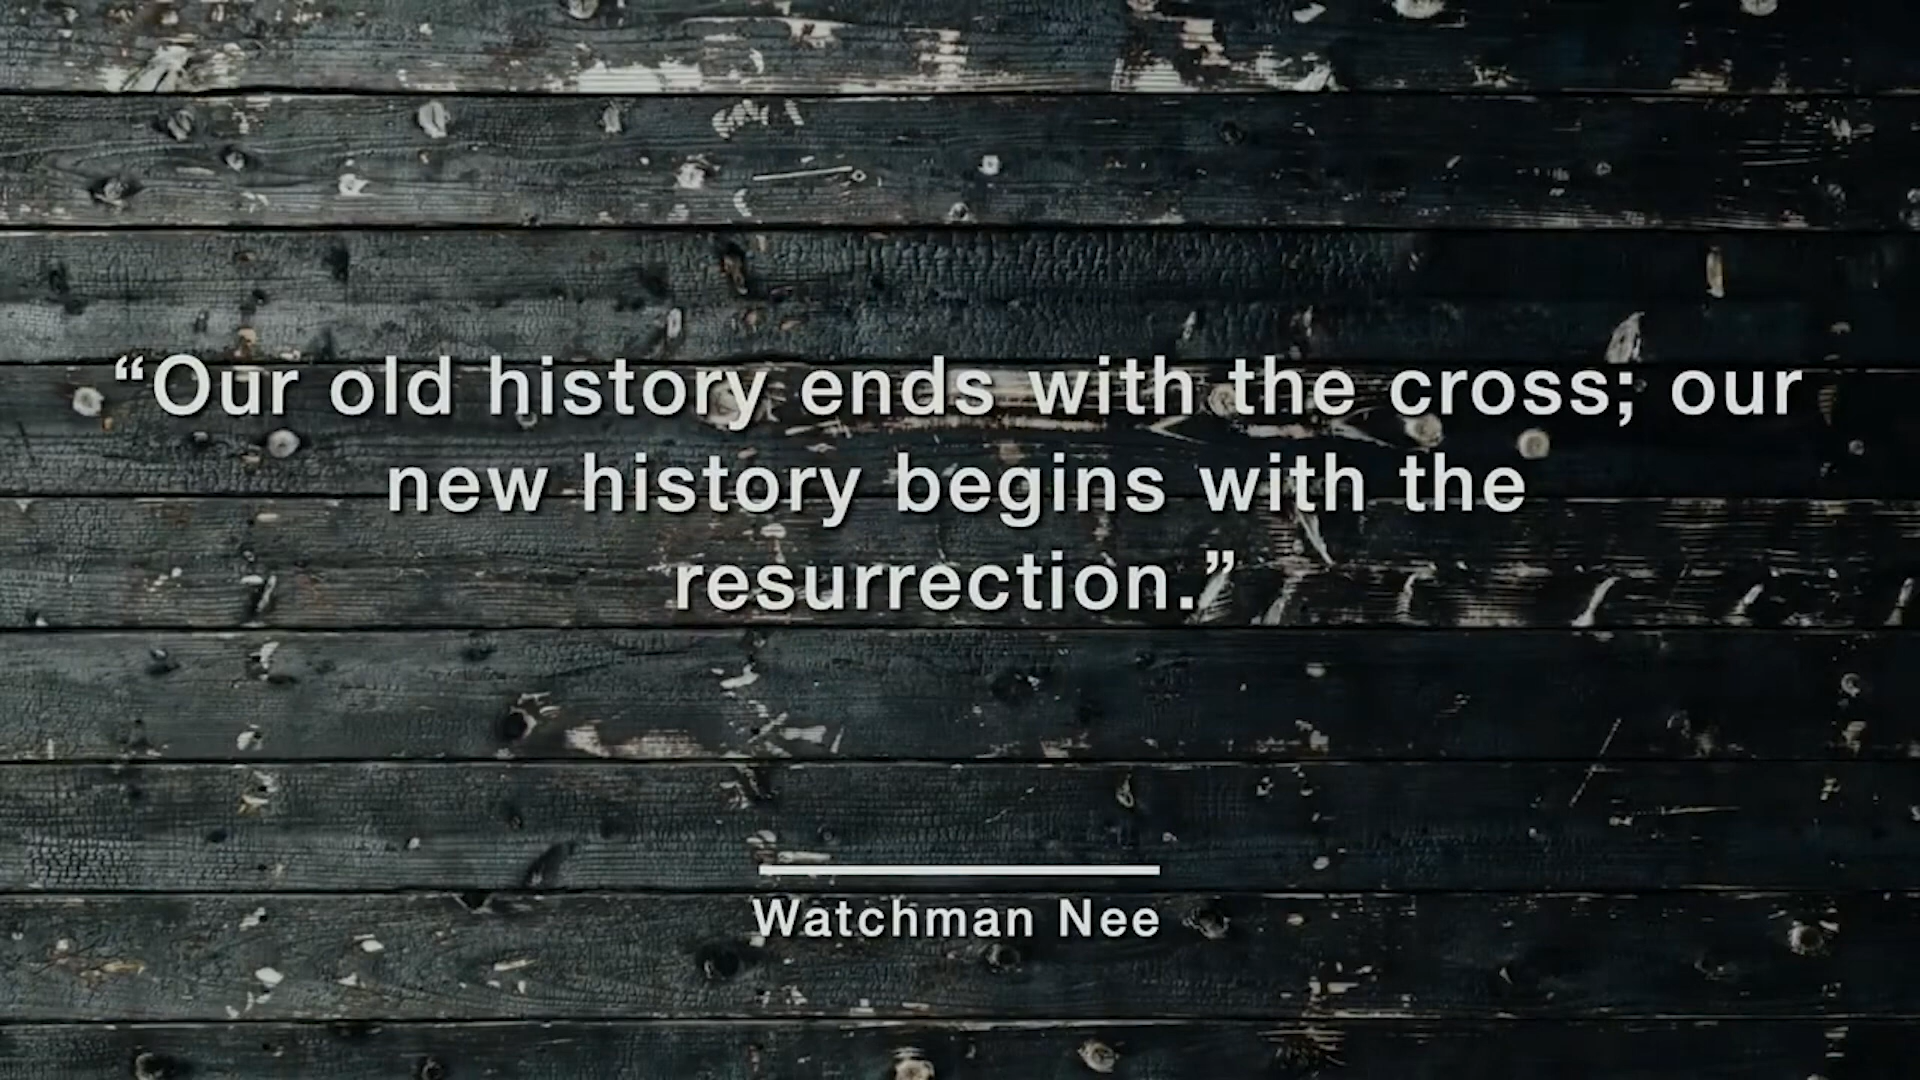 “Our old history ends with the cross; our
new history begins with the
resurrection.”
Watchman Nee